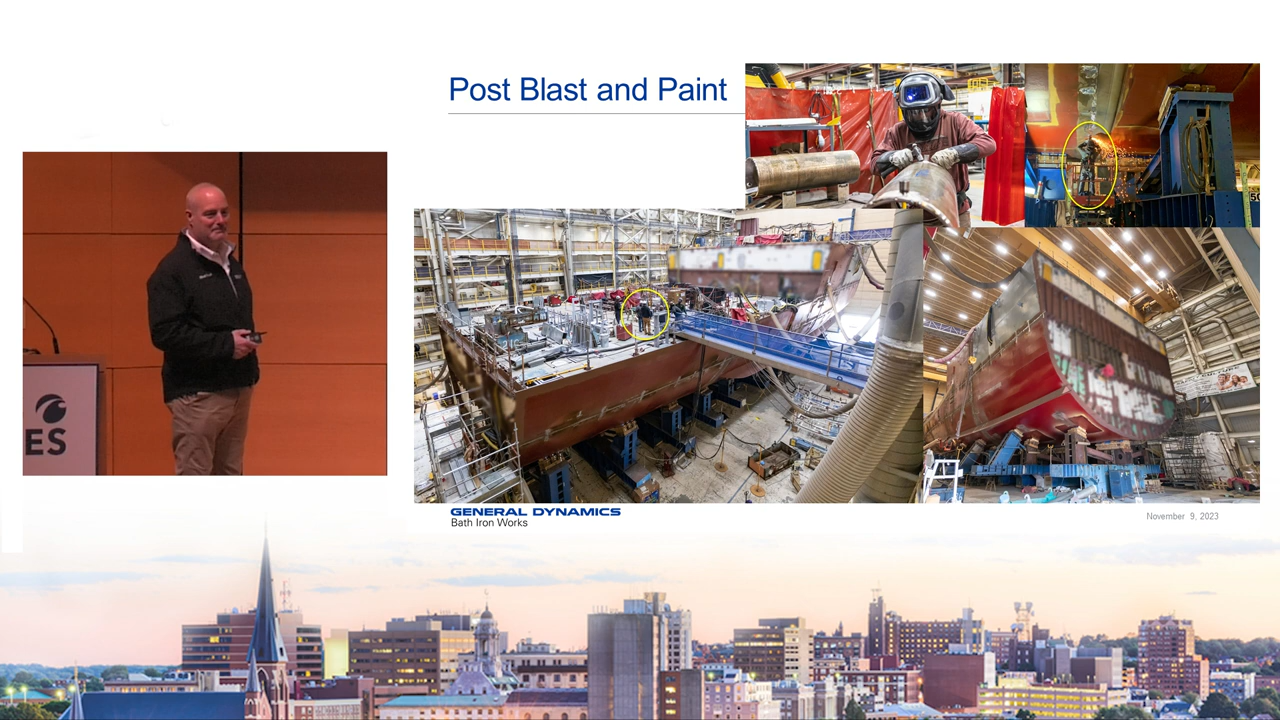 Post Blast and Paint
ES
GENERAL DYNAMICS
Bath Iron Works
November 9, 2023